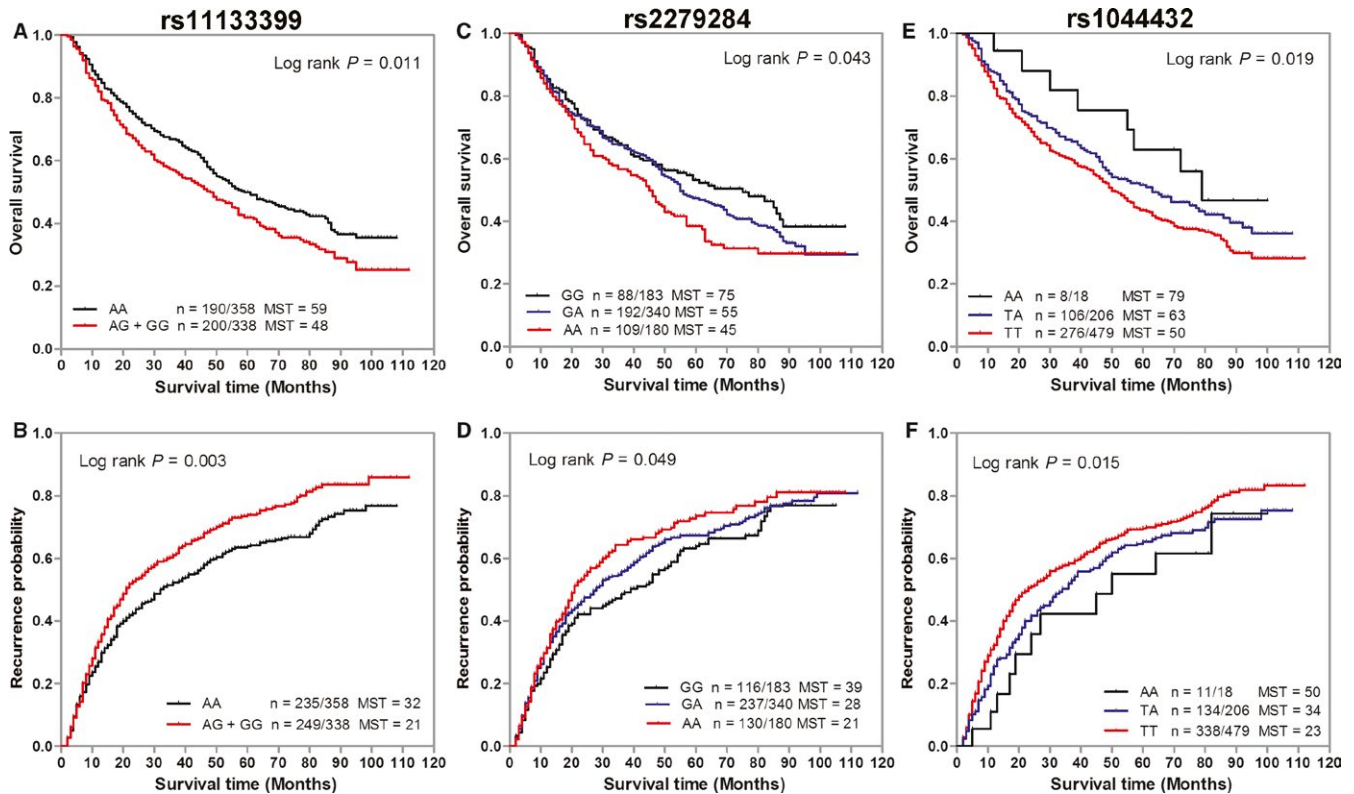 rs11133399
A
Log rank P = 0.011
Overall survival
1.0
0.8
0.6
0.4
0.2
0.0
AA n = 190/358 MST = 59
AG + GG n = 200/338 MST = 48
0 10 20 30 40 50 60 70 80 90 100 110 120
Survival time (Months)
rs2279284
C
Log rank P = 0.043
Overall survival
1.0
0.8
0.6
0.4
0.2
0.0
GG n = 88/183 MST = 75
GA n = 192/340 MST = 55
AA n = 109/180 MST = 45
0 10 20 30 40 50 60 70 80 90 100 110 120
Survival time (Months)
rs1044432
E
Log rank P = 0.019
Overall survival
1.0
0.8
0.6
0.4
0.2
0.0
AA n = 8/18 MST = 79
TA n = 106/206 MST = 63
TT n = 276/479 MST = 50
0 10 20 30 40 50 60 70 80 90 100 110 120
Survival time (Months)
B
Log rank P = 0.003
Recurrence probability
1.0
0.8
0.6
0.4
0.2
0.0
AA n = 235/358 MST = 32
AG + GG n = 249/338 MST = 21
0 10 20 30 40 50 60 70 80 90 100 110 120
Survival time (Months)
D
Log rank P = 0.049
Recurrence probability
1.0
0.8
0.6
0.4
0.2
0.0
GG n = 116/183 MST = 39
GA n = 237/340 MST = 28
AA n = 130/180 MST = 21
0 10 20 30 40 50 60 70 80 90 100 110 120
Survival time (Months)
F
Log rank P = 0.015
Recurrence probability
1.0
0.8
0.6
0.4
0.2
0.0
AA n = 11/18 MST = 50
TA n = 134/206 MST = 34
TT n = 338/479 MST = 23
0 10 20 30 40 50 60 70 80 90 100 110 120
Survival time (Months)